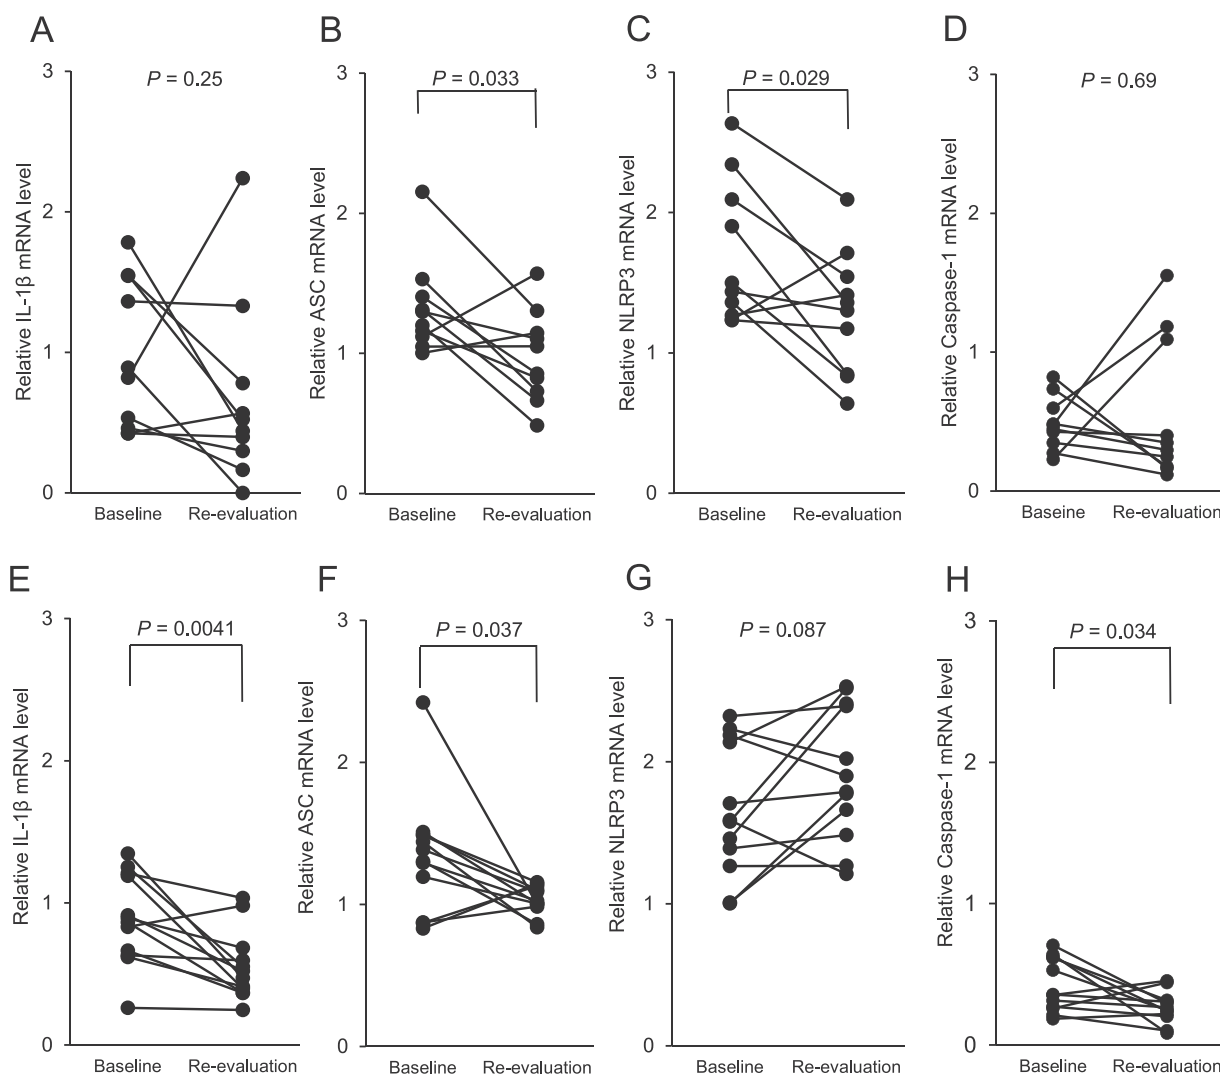 A
B
C
D
P = 0.25
P = 0.033
P = 0.029
P = 0.69
Relative IL-1β mRNA level
3
2
1
0
Baseline Re-evaluation
Relative ASC mRNA level
3
2
1
0
Baseline Re-evaluation
Relative NLRP3 mRNA level
3
2
1
0
Baseline Re-evaluation
Relative Caspase-1 mRNA level
3
2
1
0
Baseine Re-evaluation
E
F
G
H
P = 0.0041
P = 0.037
P = 0.087
P = 0.034
Relative IL-1β mRNA level
3
2
1
0
Baseline Re-evaluation
Relative ASC mRNA level
3
2
1
0
Baseline Re-evaluation
Relative NLRP3 mRNA level
3
2
1
0
Baseline Re-evaluation
Relative Caspase-1 mRNA level
3
2
1
0
Baseline Re-evaluation